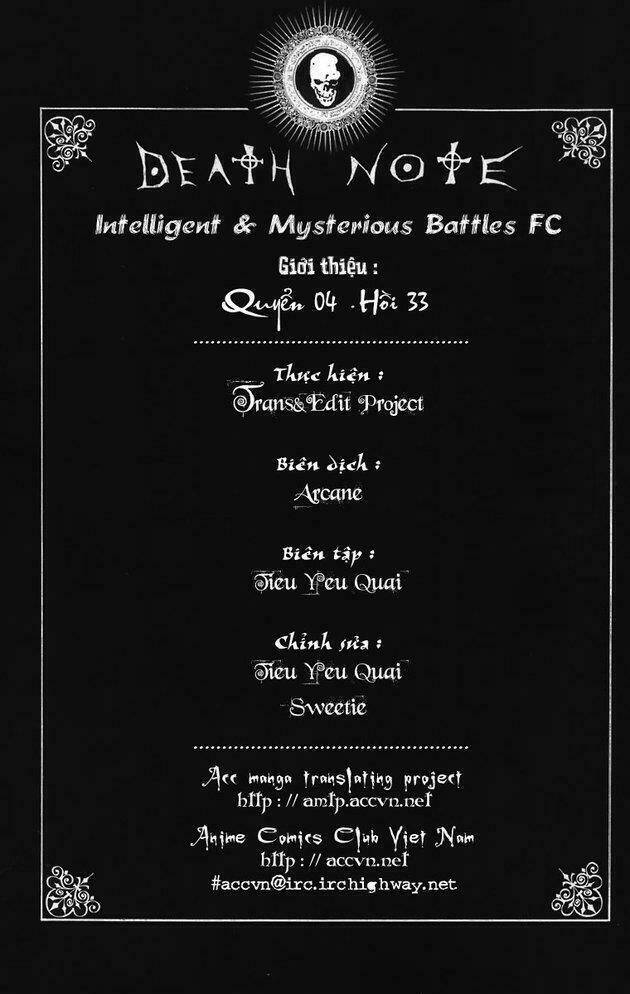 DEATH NOTE
Intelligent & Mysterious Battles FC
Giới thiệu :
Quyển 04 . Hồi 33
Thực hiện :
Trans&Edit Project
Biên dịch :
Arcane
Biên tập :
Tieu Yeu Quai
Chỉnh sửa :
Tieu Yeu Quai
Sweetie
Acc manga translating project
http : // amtp.accvn.net
Anime Comics Club Viet Nam
http : // accvn.net
#accvn@irc.irchighway.net